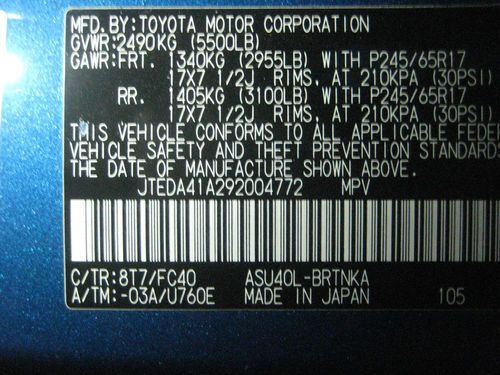 MFD.BY:TOYOTA MOTOR CORPORATION
GVWR:2490KG (5500LB)
GAWR:FRT. 1340KG (2955LB) WITH P245/65R17
17X7 1/2J RIMS, AT 210KPA (30PSI)
RR. 1405KG (3100LB) WITH P245/65R17
17X7 1/2J RIMS, AT 210KPA (30PSI)
THIS VEHICLE CONFORMS TO ALL APPLICABLE FEDE
VEHICLE SAFETY AND THEFT PREVENTION STANDARDS
THE DATE OF MANUFACTURE SHOWN ABOVE.
JTEDA41A292004772 MPV
C/TR:8T7/FC40 ASU40L-BRTNKA
A/TM:-03A/U760E MADE IN JAPAN 105